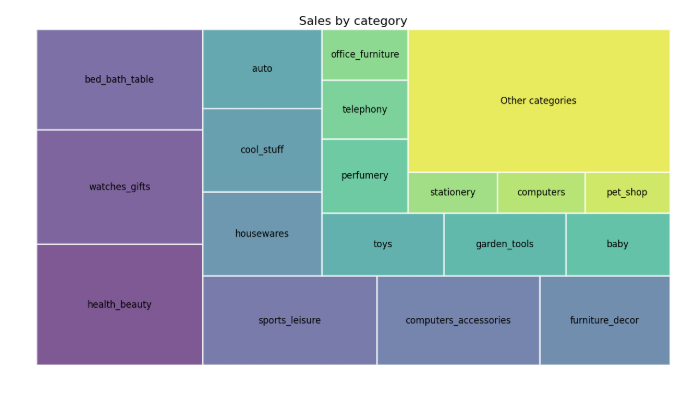 Sales by category
bed_bath_table
auto
office_furniture
Other categories
telephony
cool_stuff
watches_gifts
perfumery
stationery
computers
pet_shop
housewares
toys
garden_tools
baby
health_beauty
sports_leisure
computers_accessories
furniture_decor